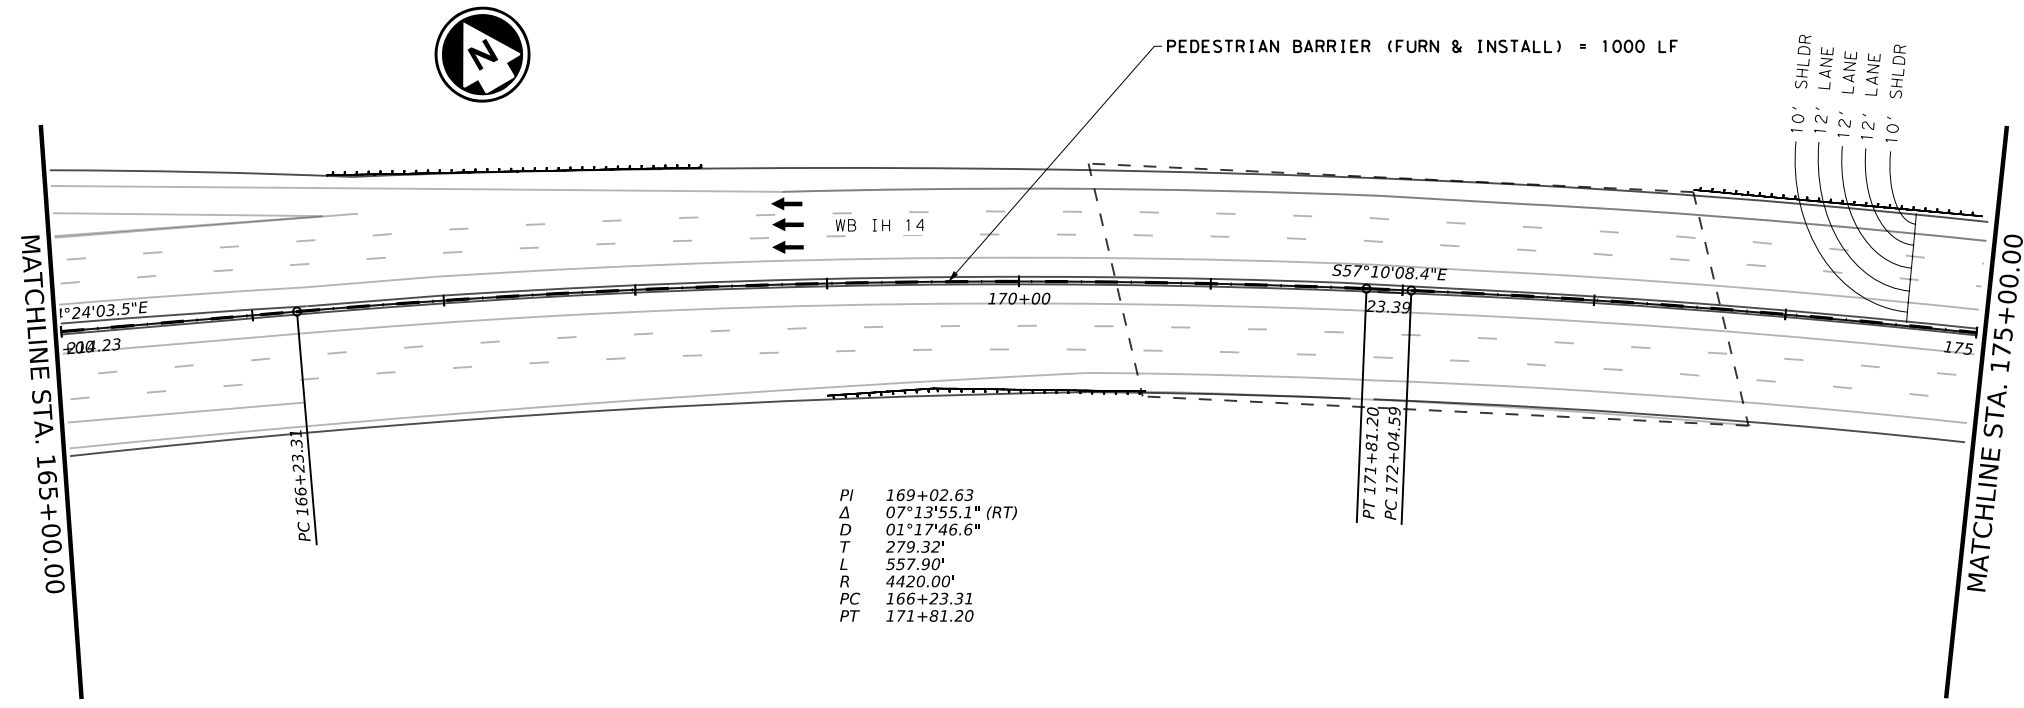 N
PEDESTRIAN BARRIER (FURN & INSTALL) = 1000 LF
10' SHLDR
12' LANE
12' LANE
12' LANE
10' SHLDR
WB IH 14
MATCHLINE STA. 165+00.00
°24'03.5"E
214.23
170+00
S57°10'08.4"E
23.39
175
MATCHLINE STA. 175+00.00
PC 166+23.31
PT 171+81.20
PC 172+04.59
PI 169+02.63
Δ 07°13'55.1" (RT)
D 01°17'46.6"
T 279.32'
L 557.90'
R 4420.00'
PC 166+23.31
PT 171+81.20